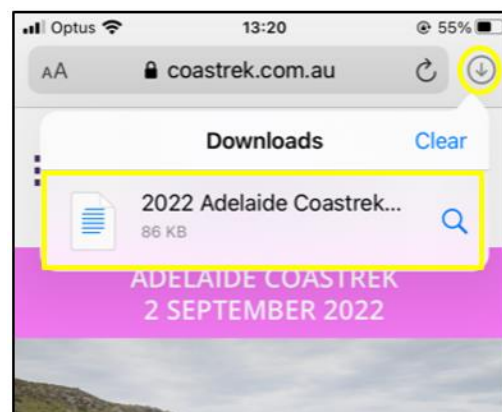 Optus 13:20 55%
AA coastrek.com.au
Downloads Clear
2022 Adelaide Coastrek...
86 KB
ADELAIDE COASTREK
2 SEPTEMBER 2022